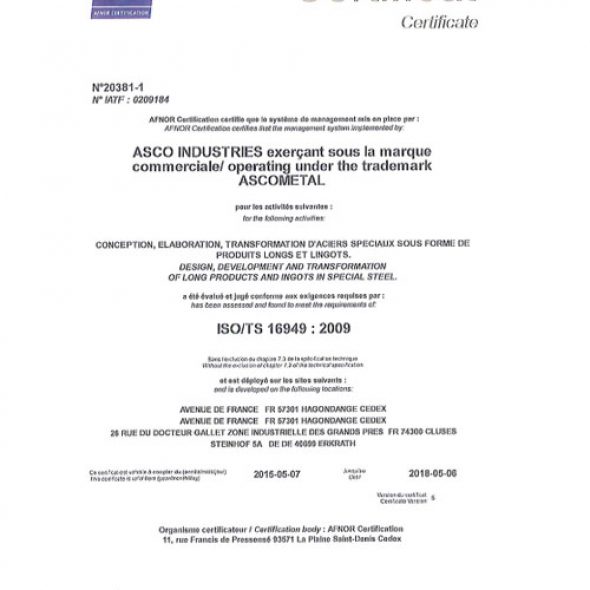 AFNOR CERTIFICATION
Certificate
N°20381-1
N° IATF : 0209184
AFNOR Certification certifie que le système de management mis en place par :
AFNOR Certification certifies that the management system implemented by:
ASCO INDUSTRIES exerçant sous la marque
commerciale/ operating under the trademark
ASCOMETAL
pour les activités suivantes :
for the following activities:
CONCEPTION, ELABORATION, TRANSFORMATION D'ACIERS SPECIAUX SOUS FORME DE
PRODUITS LONGS ET LINGOTS.
DESIGN, DEVELOPMENT AND TRANSFORMATION
OF LONG PRODUCTS AND INGOTS IN SPECIAL STEEL.
a été évalué et jugé conforme aux exigences requises par :
has been assessed and found to meet the requirements of:
ISO/TS 16949 : 2009
Sans l'exclusion du chapitre 7.3 de la spécification technique
Without the exclusion of chapter 7.3 of the technical specification
et est déployé sur les sites suivants :
and is developed on the following locations:
AVENUE DE FRANCE FR 57301 HAGONDANGE CEDEX
AVENUE DE FRANCE FR 57301 HAGONDANGE CEDEX
26 RUE DU DOCTEUR GALLET ZONE INDUSTRIELLE DES GRANDS PRES FR 74300 CLUSES
STEINHOF 5A DE DE 40699 ERKRATH
Ce certificat est valable à compter du (année/mois/jour)
This certificate is valid from (year/month/day)
2016-05-07
Jusqu'au
Until
2018-05-06
Version du certificat
Certificate Version
5
Organisme certificateur / Certification body : AFNOR Certification
11, rue Francis de Pressensé 93571 La Plaine Saint-Denis Cedex